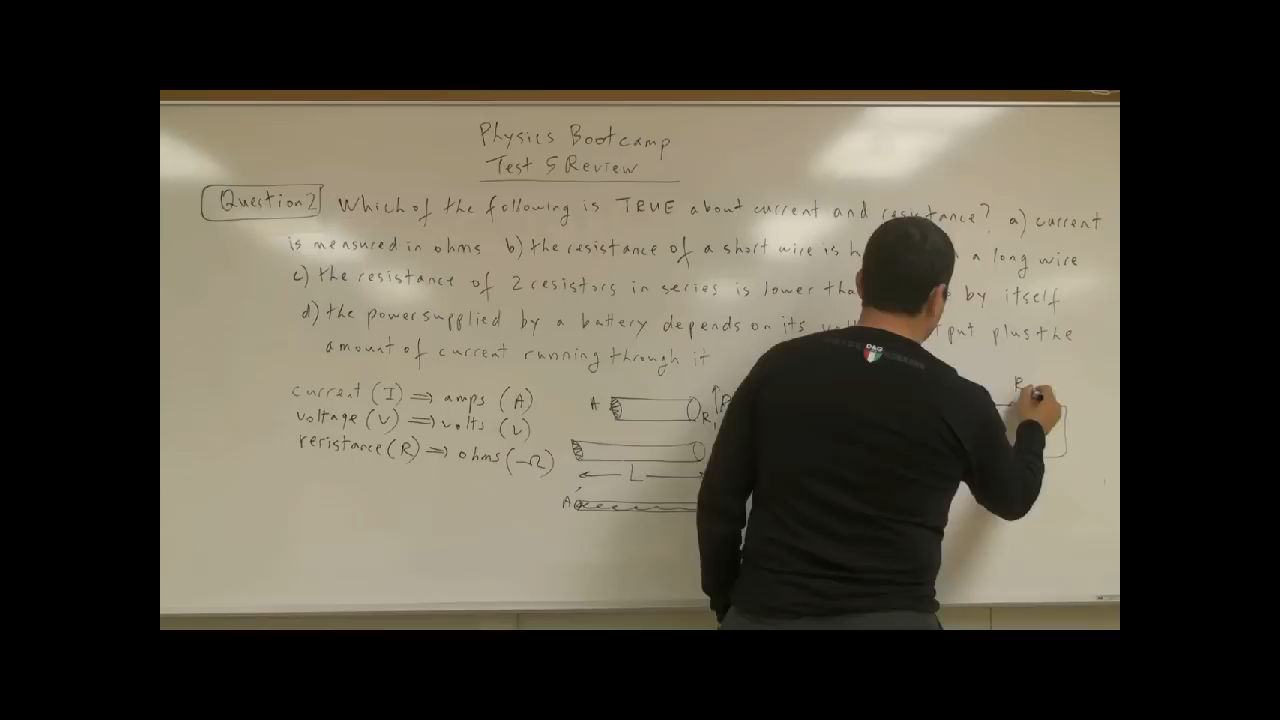 Physics Bootcamp
Test 5 Review
Question 2 Which of the following is TRUE about current and resistance? a) current
is measured in ohms b) the resistance of a short wire is a long wire
c) the resistance of 2 resistors in series is lower by itself
d) the power supplied by a battery depends on its plus the
amount of current running through it
current (I) ⇒ amps (A)
voltage (V) ⇒ volts (V)
resistance (R) ⇒ ohms (Ω)
A R
L
A
R
D&G